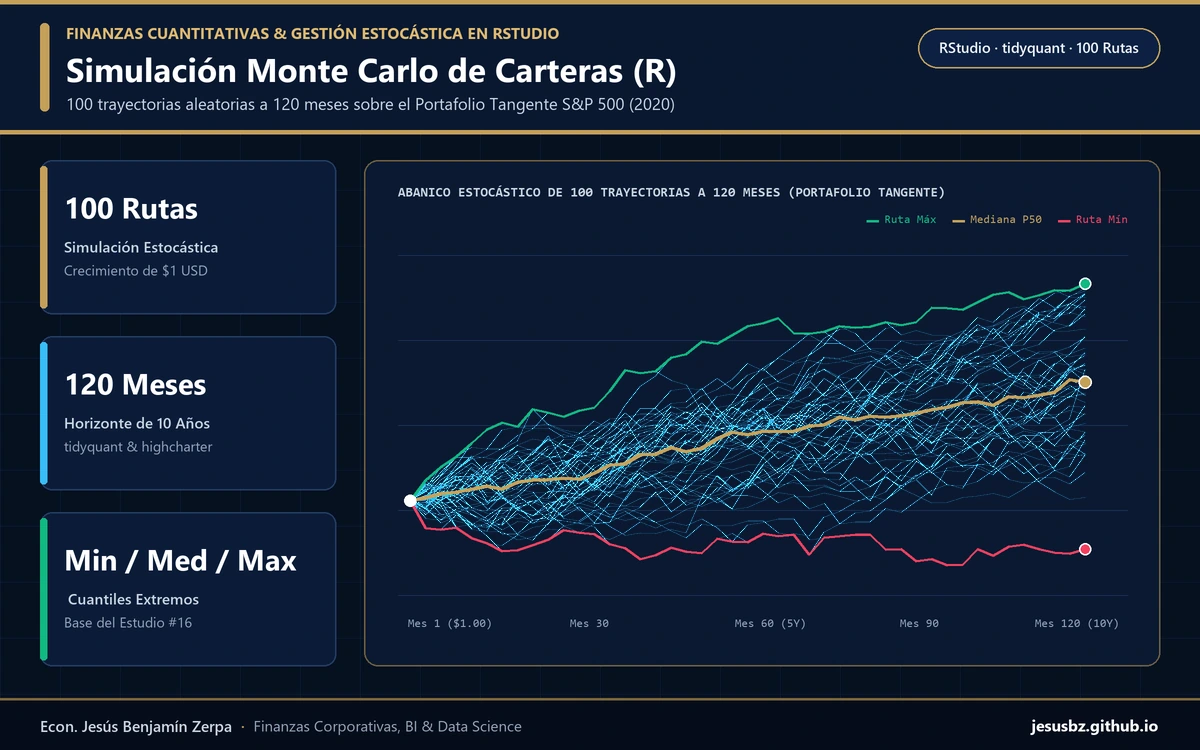 FINANZAS CUANTITATIVAS & GESTIÓN ESTOCÁSTICA EN RSTUDIO
Simulación Monte Carlo de Carteras (R)
100 trayectorias aleatorias a 120 meses sobre el Portafolio Tangente S&P 500 (2020)
RStudio · tidyquant · 100 Rutas
100 Rutas
Simulación Estocástica
Crecimiento de $1 USD
120 Meses
Horizonte de 10 Años
tidyquant & highcharter
Min / Med / Max
Cuantiles Extremos
Base del Estudio #16
ABANICO ESTOCÁSTICO DE 100 TRAYECTORIAS A 120 MESES (PORTAFOLIO TANGENTE)
Ruta Máx Mediana P50 Ruta Mín
Mes 1 ($1.00) Mes 30 Mes 60 (5Y) Mes 90 Mes 120 (10Y)
Econ. Jesús Benjamín Zerpa · Finanzas Corporativas, BI & Data Science
jesusbz.github.io